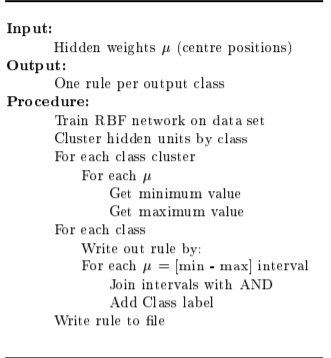 Input:
Hidden weights μ (centre positions)
Output:
One rule per output class
Procedure:
Train RBF network on data set
Cluster hidden units by class
For each class cluster
For each μ
Get minimum value
Get maximum value
For each class
Write out rule by:
For each μ = [min - max] interval
Join intervals with AND
Add Class label
Write rule to file